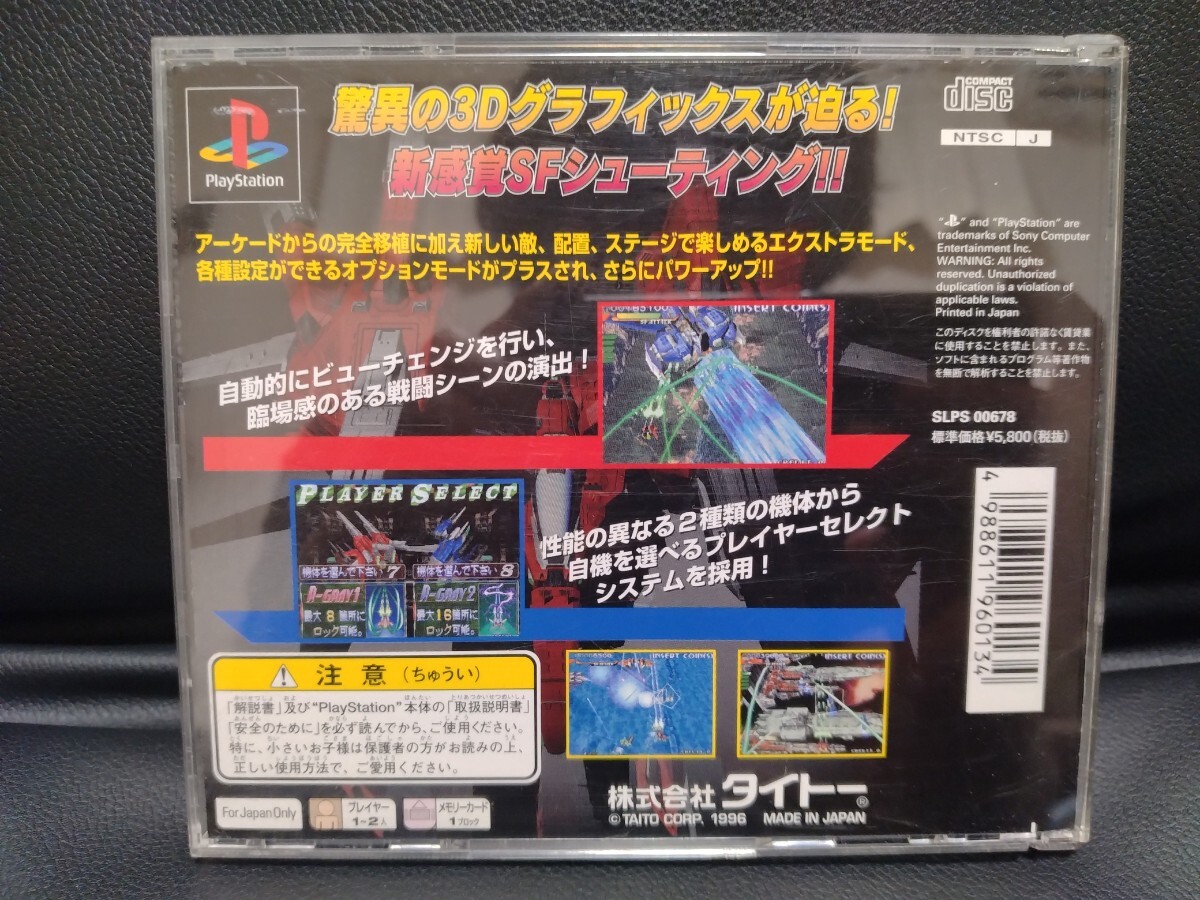 PlayStation
驚異の3Dグラフィックスが迫る!
新感覚SFシューティング!!
COMPACT
disc
NTSC J
アーケードからの完全移植に加え新しい敵、配置、ステージで楽しめるエクストラモード、
各種設定ができるオプションモードがプラスされ、さらにパワーアップ!!
" " and "PlayStation" are
trademarks of Sony Computer
Entertainment Inc.
WARNING: All rights
reserved. Unauthorized
duplication is a violation of
applicable laws.
Printed in Japan
このディスクを権利者の許諾なく賃貸業
に使用することを禁止します。また、
ソフトに含まれるプログラム等著作物
を無断で解析することを禁止します。
SLPS 00678
標準価格¥5,800(税抜)
4 988611 960134
自動的にビューチェンジを行い、
臨場感のある戦闘シーンの演出!
INSERT COIN(S)
PLAYER SELECT
機体を選んで下さい 7
機体を選んで下さい 8
R-GRAY 1
R-GRAY 2
最大 8 箇所に
ロック可能。
最大 16箇所に
ロック可能。
性能の異なる2種類の機体から
自機を選べるプレイヤーセレクト
システムを採用!
INSERT COIN(S)
INSERT COIN(S)
注意(ちゅうい)
「解説書」及び"PlayStation"本体の「取扱説明書」
「安全のために」を必ず読んでから、ご使用ください。
特に、小さいお子様は保護者の方がお読みの上、
正しい使用方法で、ご愛用ください。
For Japan Only
プレイヤー
1~2人
メモリーカード
1ブロック
株式会社 タイトー®
© TAITO CORP. 1996 MADE IN JAPAN